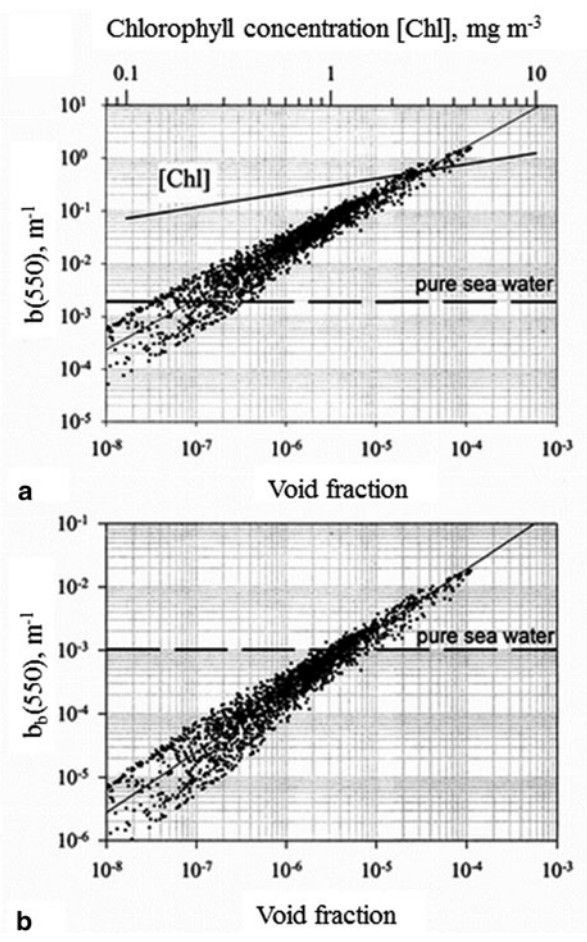 Chlorophyll concentration [Chl], mg m⁻³
0.1 1 10
10¹
10⁰
10⁻¹
10⁻²
10⁻³
10⁻⁴
10⁻⁵
b(550), m⁻¹
[Chl]
pure sea water
10⁻⁸ 10⁻⁷ 10⁻⁶ 10⁻⁵ 10⁻⁴ 10⁻³
a
Void fraction
10⁻¹
10⁻²
10⁻³
10⁻⁴
10⁻⁵
10⁻⁶
b_b(550), m⁻¹
pure sea water
10⁻⁸ 10⁻⁷ 10⁻⁶ 10⁻⁵ 10⁻⁴ 10⁻³
b
Void fraction